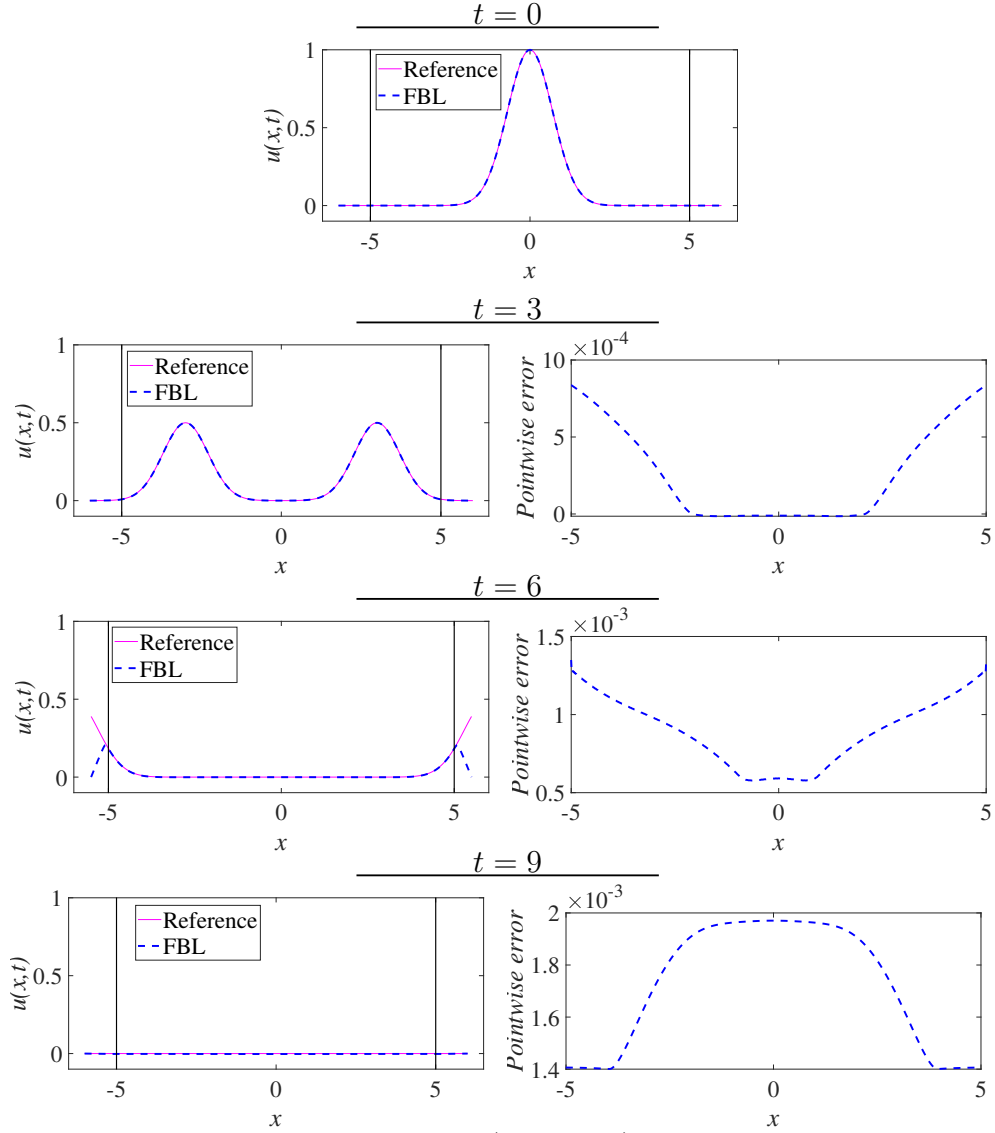 t = 0
1
0.5
0
u(x,t)
Reference
FBL
-5
0
5
x
t = 3
1
0.5
0
u(x,t)
Reference
FBL
-5
0
5
x
×10-4
10
5
0
Pointwise error
-5
0
5
x
t = 6
1
0.5
0
u(x,t)
Reference
FBL
-5
0
5
x
×10-3
1.5
1
0.5
Pointwise error
-5
0
5
x
t = 9
1
0.5
0
u(x,t)
Reference
FBL
-5
0
5
x
×10-3
2
1.8
1.6
1.4
Pointwise error
-5
0
5
x